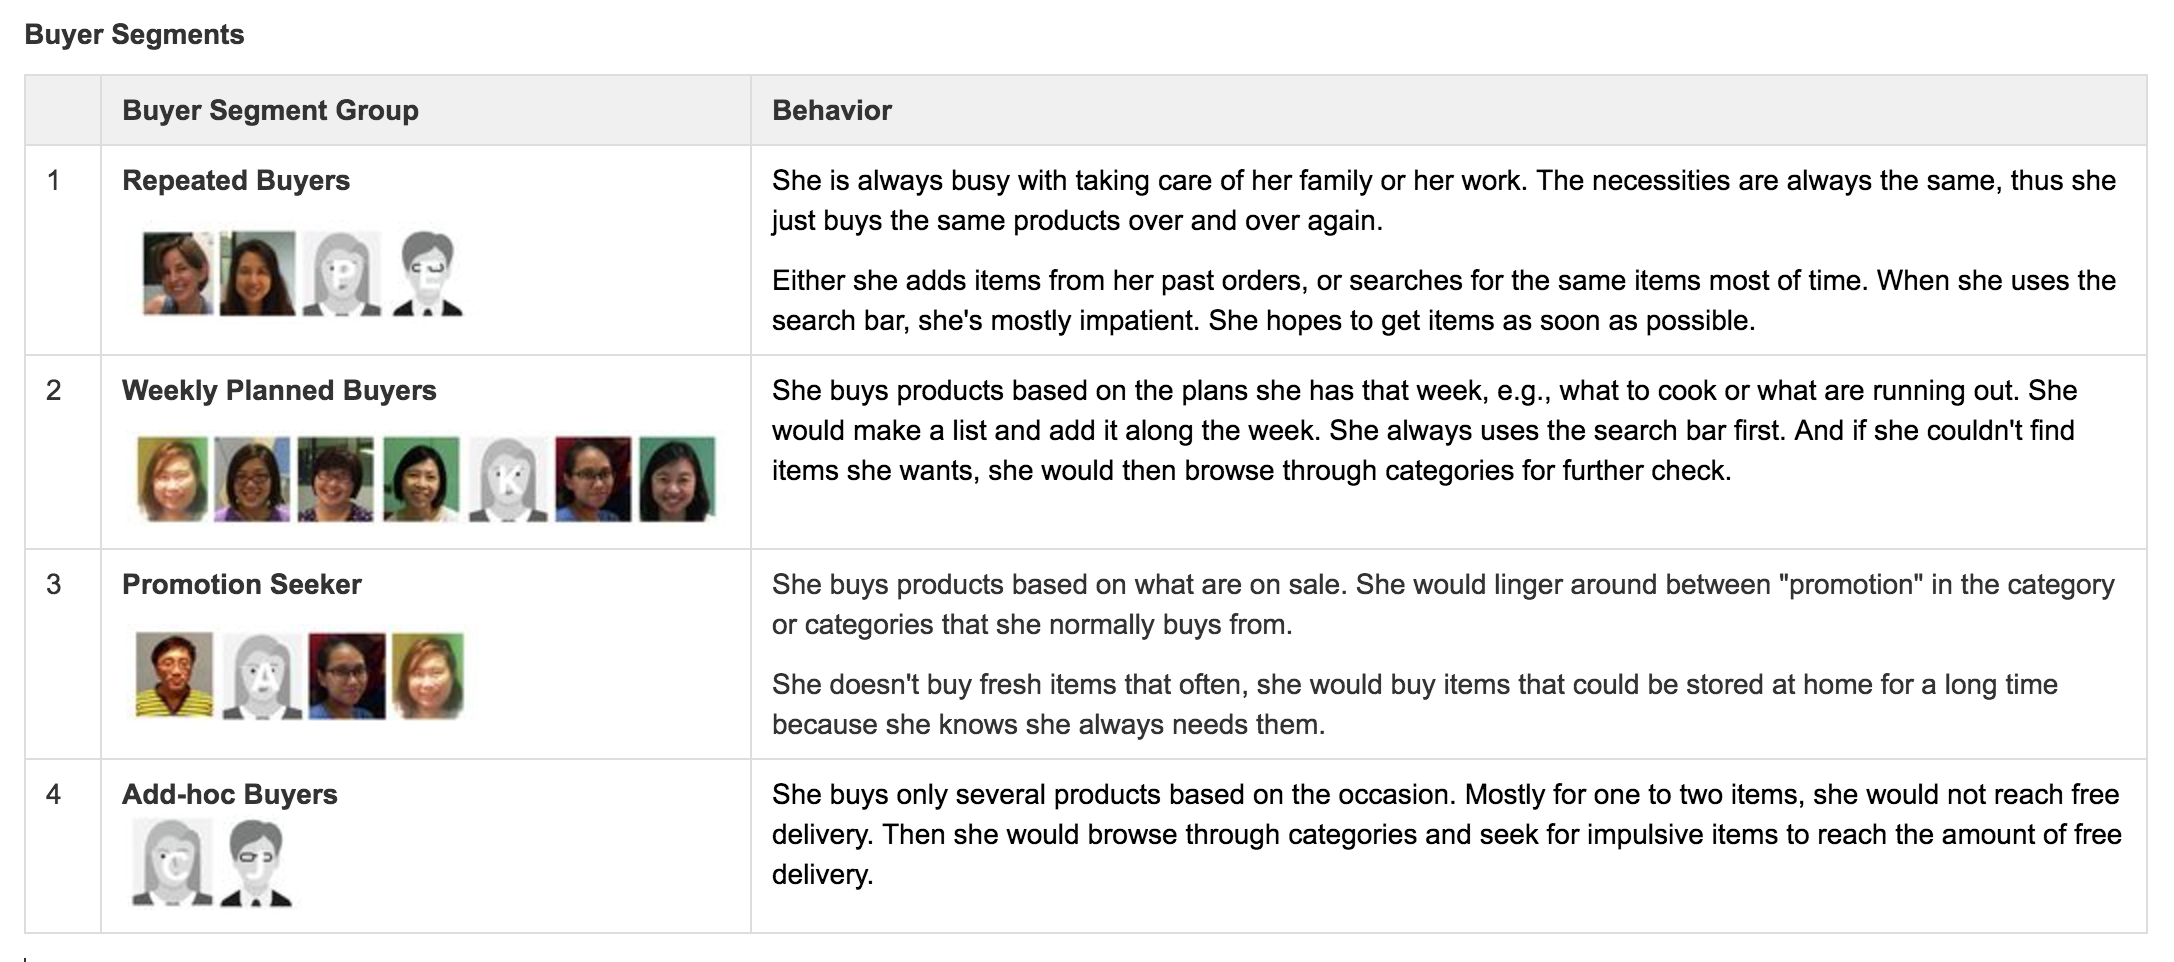 Buyer Segments
Buyer Segment Group
Behavior
1
Repeated Buyers
P
E
She is always busy with taking care of her family or her work. The necessities are always the same, thus she
just buys the same products over and over again.
Either she adds items from her past orders, or searches for the same items most of time. When she uses the
search bar, she's mostly impatient. She hopes to get items as soon as possible.
2
Weekly Planned Buyers
K
She buys products based on the plans she has that week, e.g., what to cook or what are running out. She
would make a list and add it along the week. She always uses the search bar first. And if she couldn't find
items she wants, she would then browse through categories for further check.
3
Promotion Seeker
A
She buys products based on what are on sale. She would linger around between "promotion" in the category
or categories that she normally buys from.
She doesn't buy fresh items that often, she would buy items that could be stored at home for a long time
because she knows she always needs them.
4
Add-hoc Buyers
C
J
She buys only several products based on the occasion. Mostly for one to two items, she would not reach free
delivery. Then she would browse through categories and seek for impulsive items to reach the amount of free
delivery.